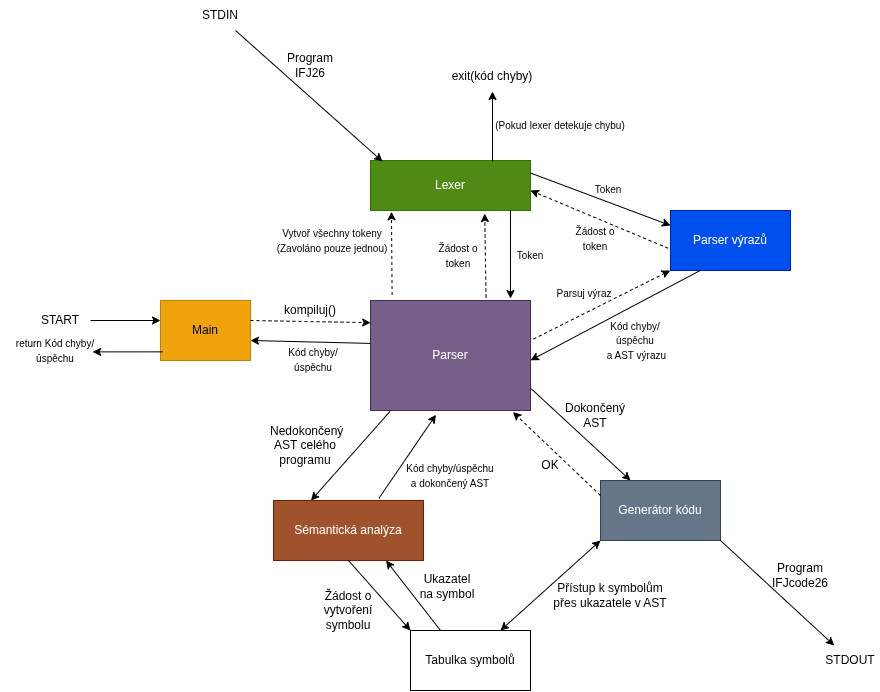 STDIN
Program
IFJ26
exit(kód chyby)
(Pokud lexer detekuje chybu)
Lexer
Token
Žádost o
token
Parser výrazů
Vytvoř všechny tokeny
(Zavoláno pouze jednou)
Žádost o
token
Token
Parsuj výraz
START
Main
kompiluj()
return Kód chyby/
úspěchu
Kód chyby/
úspěchu
Parser
Kód chyby/
úspěchu
a AST výrazu
Dokončený
AST
Nedokončený
AST celého
programu
Kód chyby/úspěchu
a dokončený AST
OK
Sémantická analýza
Generátor kódu
Žádost o
vytvoření
symbolu
Ukazatel
na symbol
Přístup k symbolům
přes ukazatele v AST
Program
IFJcode26
Tabulka symbolů
STDOUT